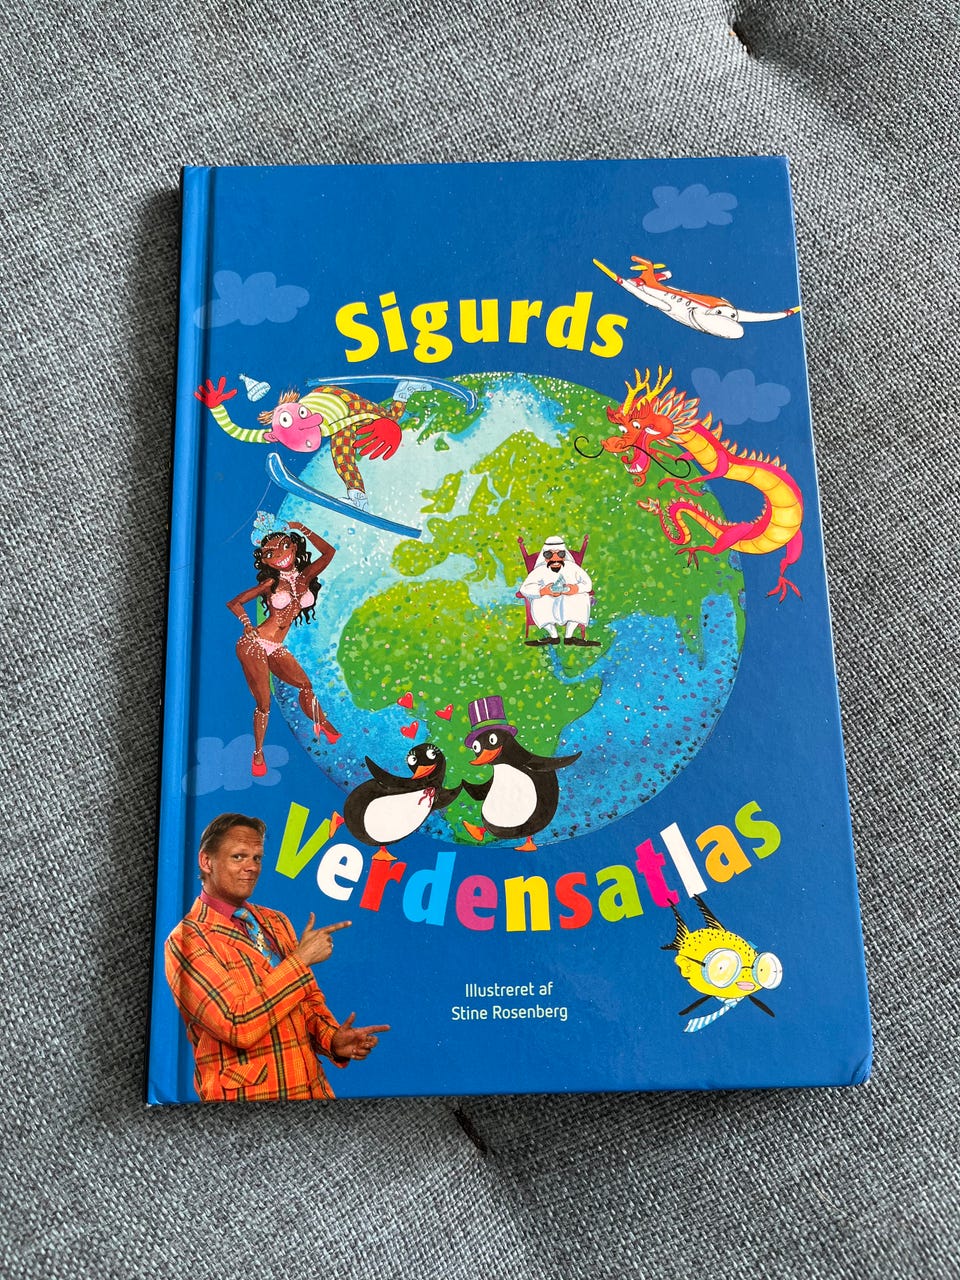 Sigurds
Verdensatlas
Illustreret af
Stine Rosenberg